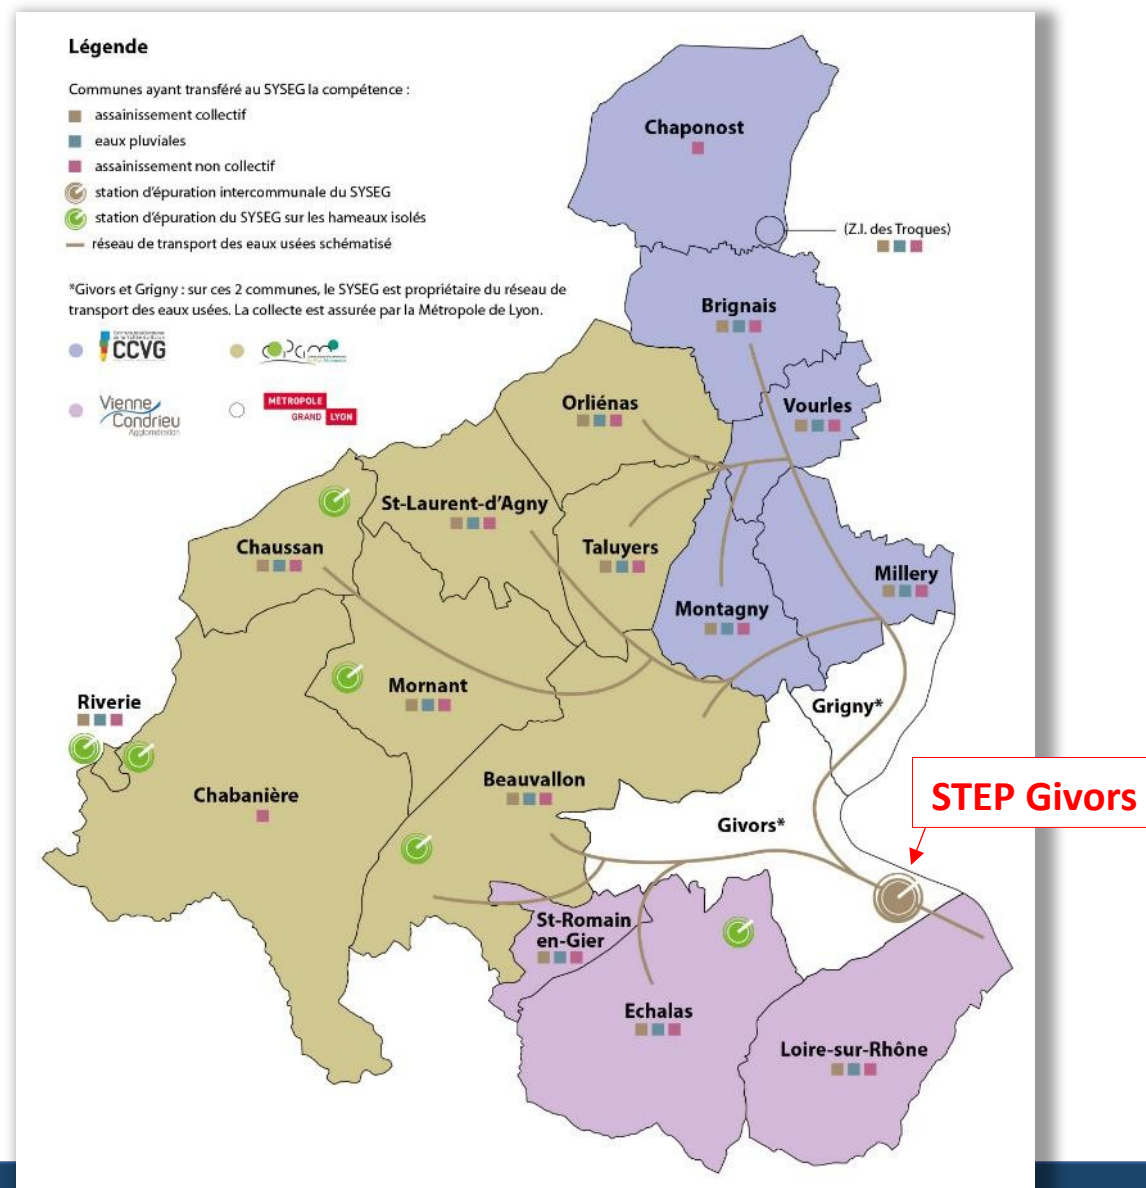 Légende
Communes ayant transféré au SYSEG la compétence :
assainissement collectif
eaux pluviales
assainissement non collectif
station d'épuration intercommunale du SYSEG
station d'épuration du SYSEG sur les hameaux isolés
réseau de transport des eaux usées schématisé
*Givors et Grigny : sur ces 2 communes, le SYSEG est propriétaire du réseau de
transport des eaux usées. La collecte est assurée par la Métropole de Lyon.
CCVG
Vienne
Condrieu
Agglomération
MÉTROPOLE
GRAND LYON
Chaponost
(Z.I. des Troques)
Brignais
Orliénas
Vourles
St-Laurent-d'Agny
Chaussan
Taluyers
Millery
Montagny
Mornant
Riverie
Grigny*
Chabanière
Beauvallon
STEP Givors
Givors*
St-Romain
en-Gier
Echalas
Loire-sur-Rhône